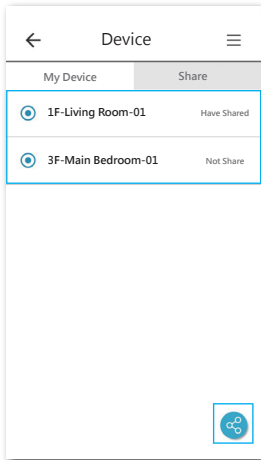 Device
My Device Share
1F-Living Room-01 Have Shared
3F-Main Bedroom-01 Not Share